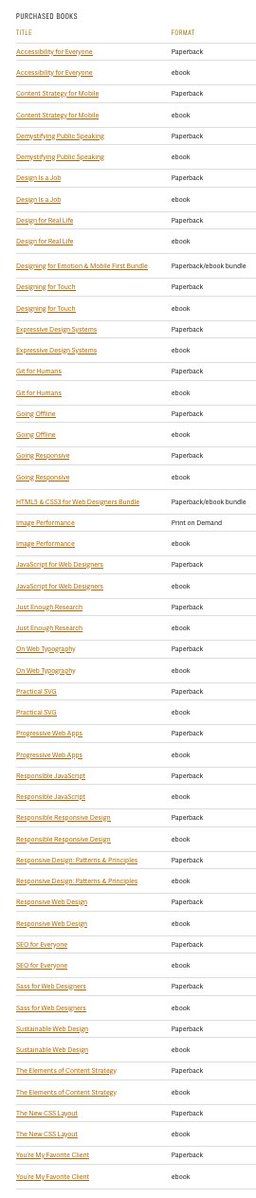 PURCHASED BOOKS
TITLE FORMAT
Accessibility for Everyone Paperback
Accessibility for Everyone ebook
Content Strategy for Mobile Paperback
Content Strategy for Mobile ebook
Demystifying Public Speaking Paperback
Demystifying Public Speaking ebook
Design Is a Job Paperback
Design Is a Job ebook
Design for Real Life Paperback
Design for Real Life ebook
Designing for Emotion & Mobile First Bundle Paperback/ebook bundle
Designing for Touch Paperback
Designing for Touch ebook
Expressive Design Systems Paperback
Expressive Design Systems ebook
Git for Humans Paperback
Git for Humans ebook
Going Offline Paperback
Going Offline ebook
Going Responsive Paperback
Going Responsive ebook
HTML5 & CSS3 for Web Designers Bundle Paperback/ebook bundle
Image Performance Print on Demand
Image Performance ebook
JavaScript for Web Designers Paperback
JavaScript for Web Designers ebook
Just Enough Research Paperback
Just Enough Research ebook
On Web Typography Paperback
On Web Typography ebook
Practical SVG Paperback
Practical SVG ebook
Progressive Web Apps Paperback
Progressive Web Apps ebook
Responsible JavaScript Paperback
Responsible JavaScript ebook
Responsible Responsive Design Paperback
Responsible Responsive Design ebook
Responsive Design: Patterns & Principles Paperback
Responsive Design: Patterns & Principles ebook
Responsive Web Design Paperback
Responsive Web Design ebook
SEO for Everyone Paperback
SEO for Everyone ebook
Sass for Web Designers Paperback
Sass for Web Designers ebook
Sustainable Web Design Paperback
Sustainable Web Design ebook
The Elements of Content Strategy Paperback
The Elements of Content Strategy ebook
The New CSS Layout Paperback
The New CSS Layout ebook
You're My Favorite Client Paperback
You're My Favorite Client ebook